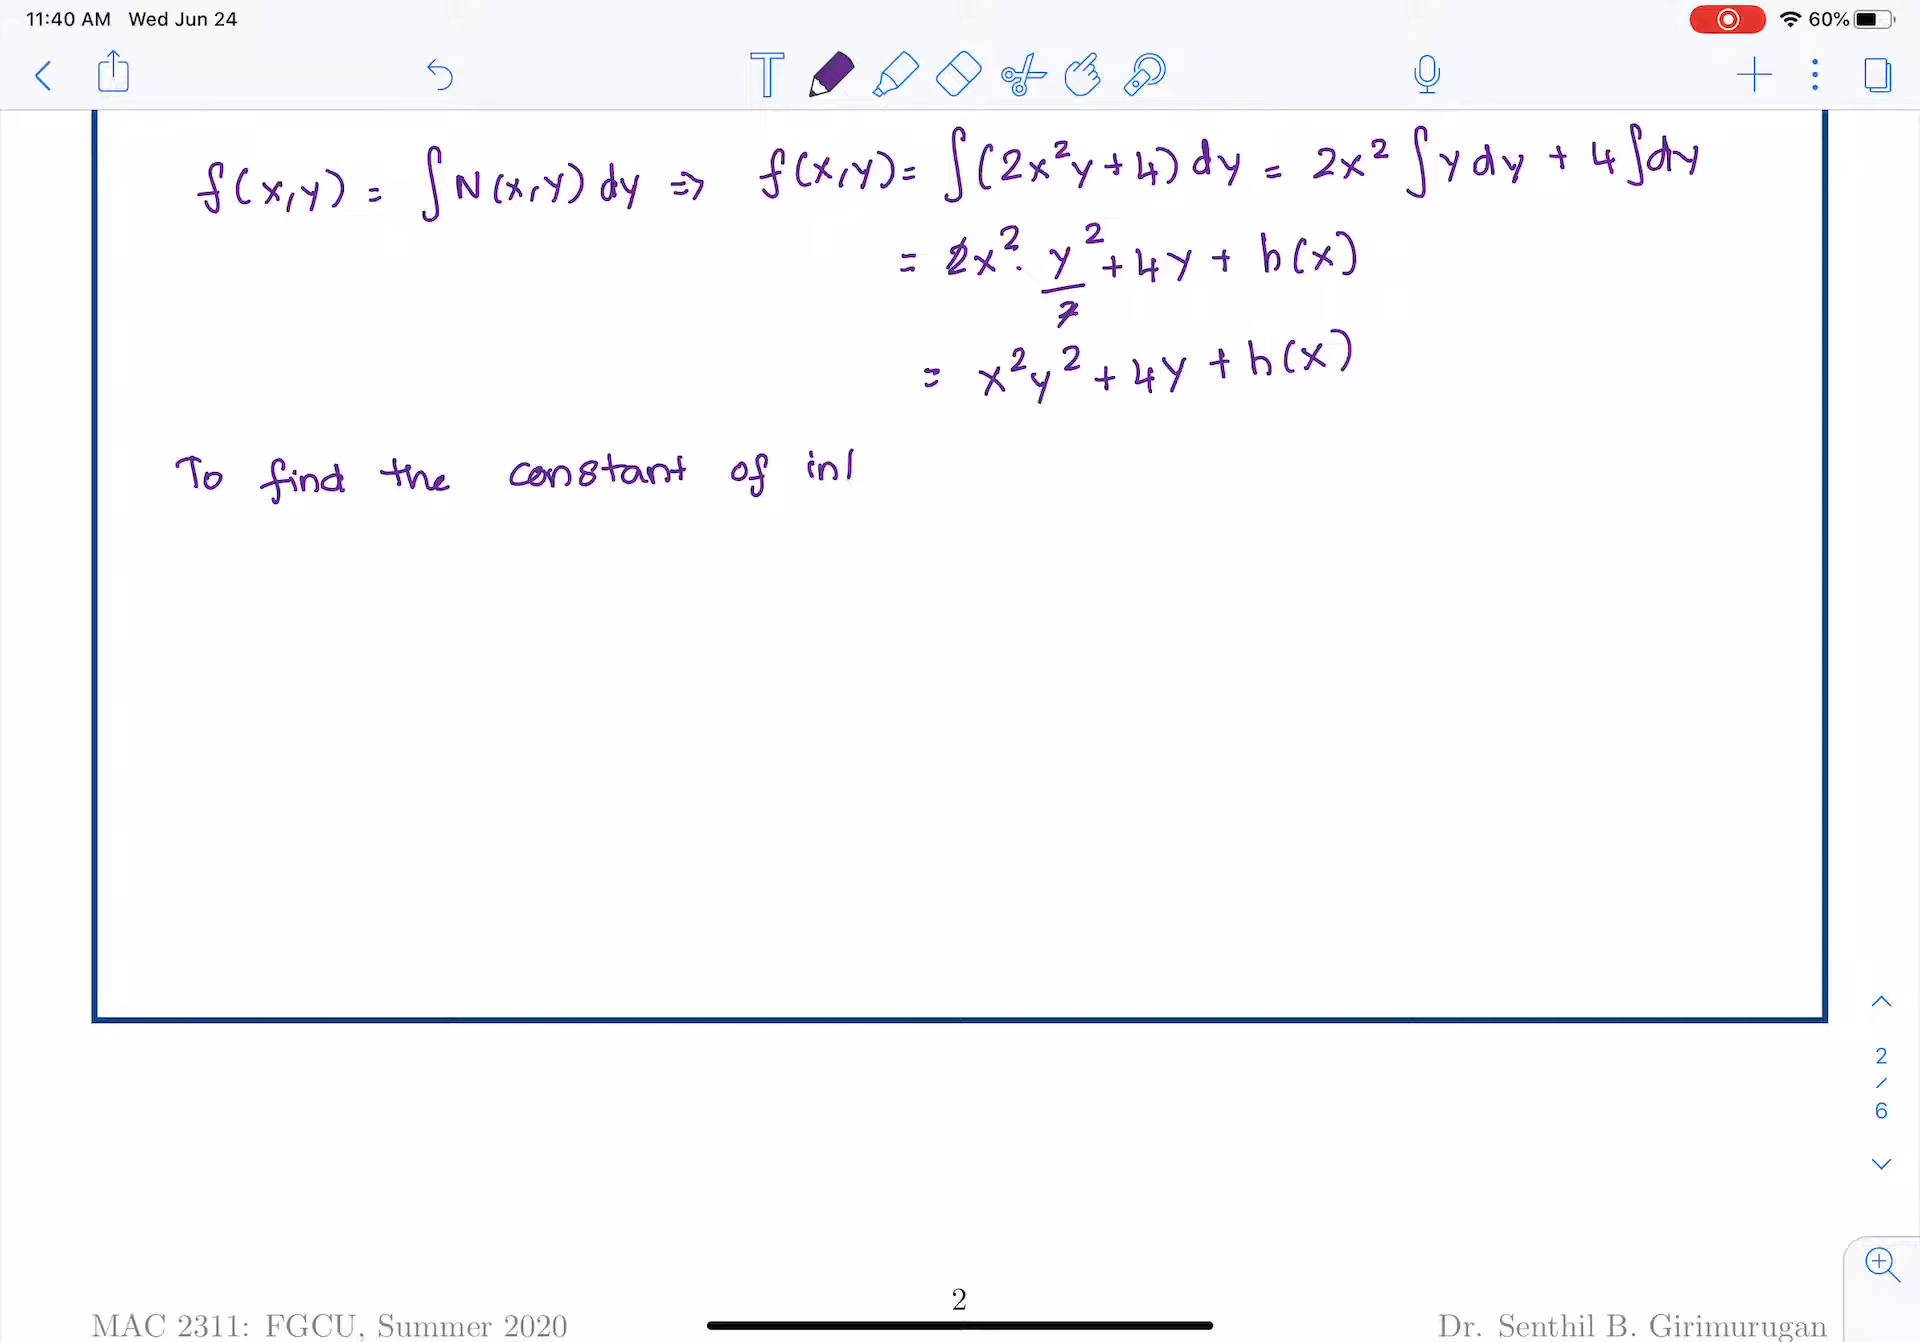 11:40 AM Wed Jun 24 60%
f(x,y) = ∫N(x,y) dy ⇒ f(x,y) = ∫(2x²y+4) dy = 2x² ∫y dy + 4∫dy
= 2x² · y²/2 + 4y + h(x)
= x²y² + 4y + h(x)
To find the constant of int
2
/
6
2
MAC 2311: FGCU, Summer 2020 Dr. Senthil B. Girimurugan